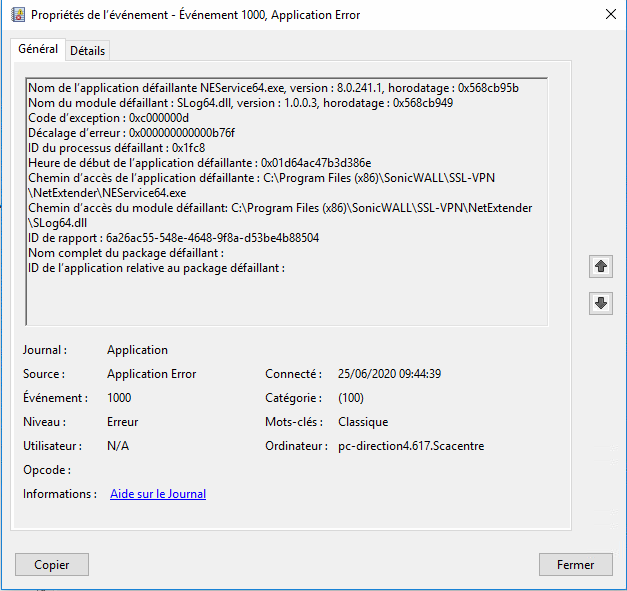 Propriétés de l'événement - Événement 1000, Application Error
Général
Détails
Nom de l'application défaillante NEService64.exe, version : 8.0.241.1, horodatage : 0x568cb95b
Nom du module défaillant : SLog64.dll, version : 1.0.0.3, horodatage : 0x568cb949
Code d'exception : 0xc000000d
Décalage d'erreur : 0x000000000000b76f
ID du processus défaillant : 0x1fc8
Heure de début de l'application défaillante : 0x01d64ac47b3d386e
Chemin d'accès de l'application défaillante : C:\Program Files (x86)\SonicWALL\SSL-VPN
\NetExtender\NEService64.exe
Chemin d'accès du module défaillant: C:\Program Files (x86)\SonicWALL\SSL-VPN\NetExtender
\SLog64.dll
ID de rapport : 6a26ac55-548e-4648-9f8a-d53be4b88504
Nom complet du package défaillant :
ID de l'application relative au package défaillant :
Journal : Application
Source : Application Error Connecté : 25/06/2020 09:44:39
Événement : 1000 Catégorie : (100)
Niveau : Erreur Mots-clés : Classique
Utilisateur : N/A Ordinateur : pc-direction4.617.Scacentre
Opcode :
Informations : Aide sur le Journal
Copier
Fermer